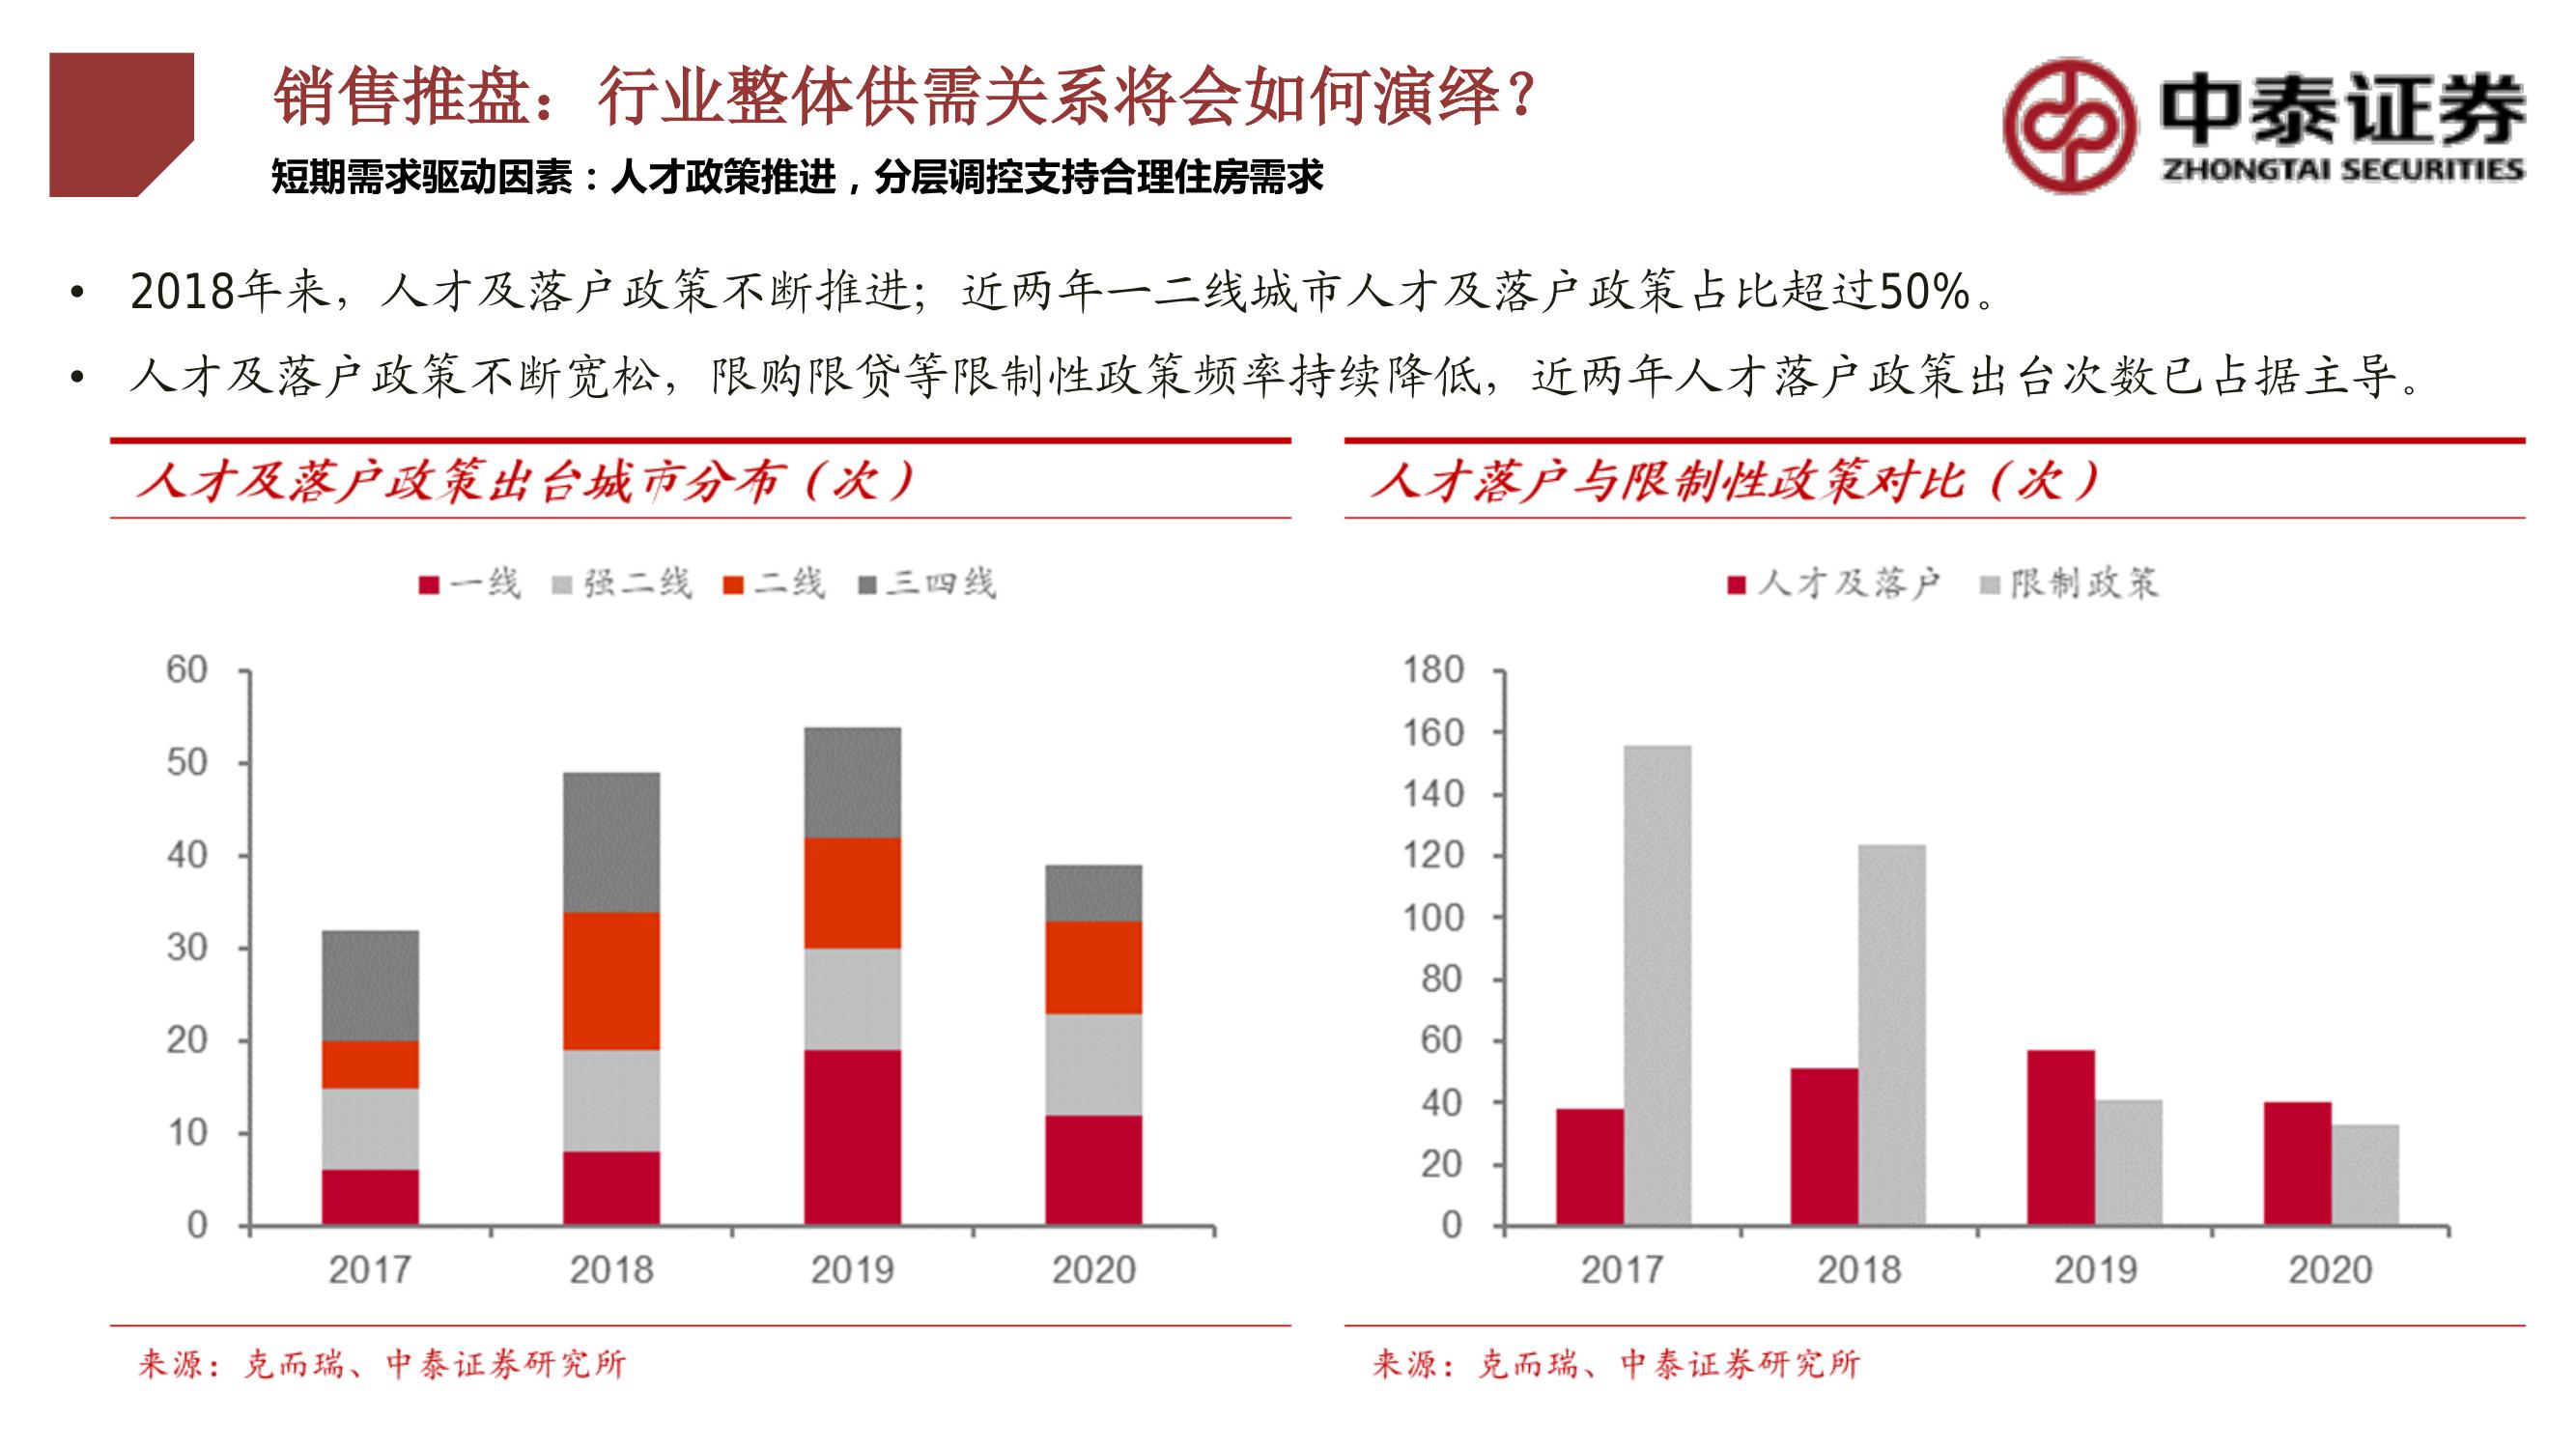 销售推盘：行业整体供需关系将会如何演绎？
中泰证券
ZHONGTAI SECURITIES
短期需求驱动因素：人才政策推进，分层调控支持合理住房需求
• 2018年来，人才及落户政策不断推进；近两年一二线城市人才及落户政策占比超过50%。
• 人才及落户政策不断宽松，限购限贷等限制性政策频率持续降低，近两年人才落户政策出台次数已占据主导。
人才及落户政策出台城市分布（次）
一线 强二线 二线 三四线
60
50
40
30
20
10
0
2017 2018 2019 2020
来源：克而瑞、中泰证券研究所
人才落户与限制性政策对比（次）
人才及落户 限制政策
180
160
140
120
100
80
60
40
20
0
2017 2018 2019 2020
来源：克而瑞、中泰证券研究所